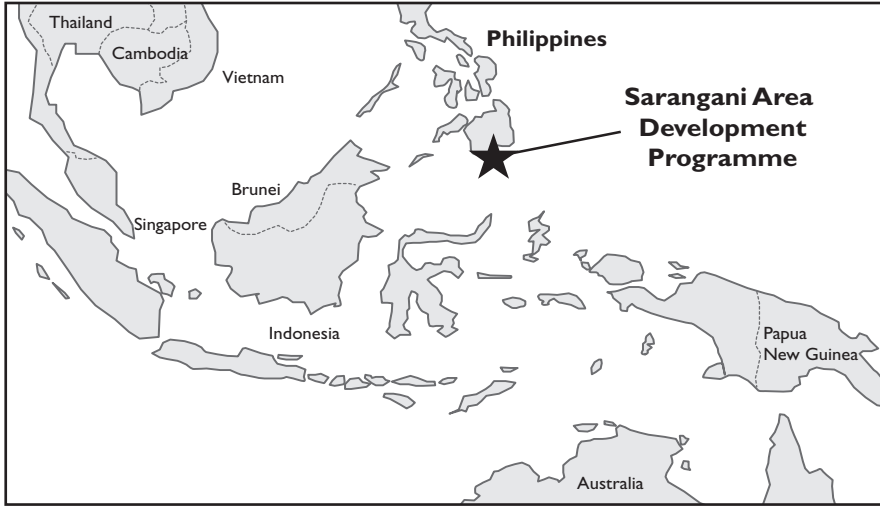 Thailand
Cambodia
Vietnam
Philippines
Sarangani Area
Development
Programme
Brunei
Singapore
Indonesia
Papua
New Guinea
Australia